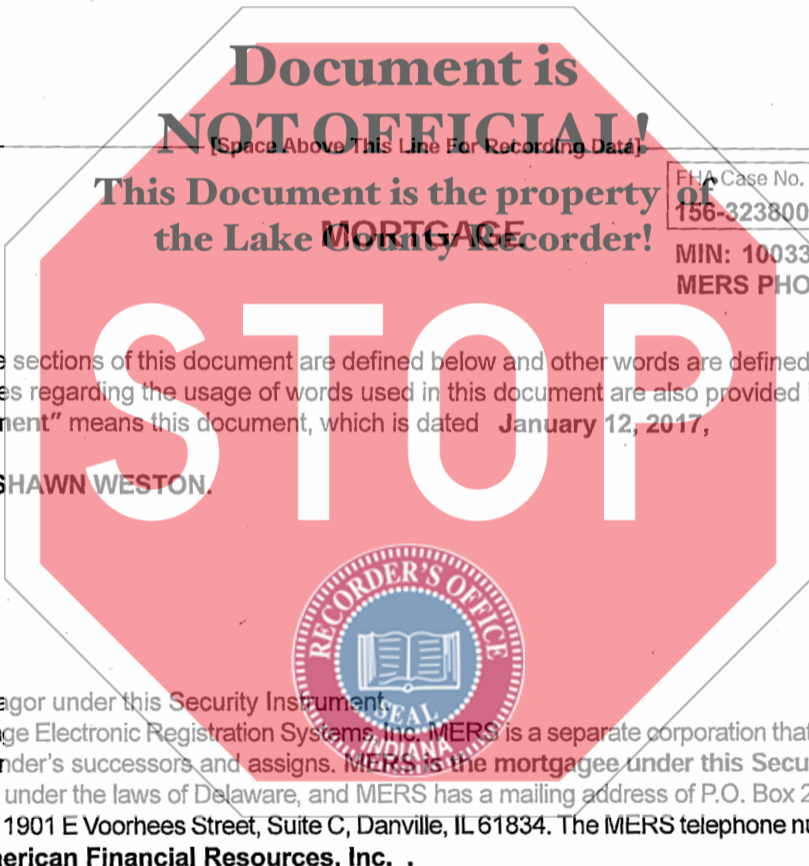 Document is
NOT OFFICIAL!
[Space Above This Line For Recording Data]
This Document is the property of
the Lake County Recorder!
FHA Case No.
156-323800
MORTGAGE
MIN: 10033
MERS PHO
STOP
e sections of this document are defined below and other words are defined
es regarding the usage of words used in this document are also provided
ment” means this document, which is dated January 12, 2017,
SHAWN WESTON.
RECORDER'S OFFICE
SEAL
INDIANA
agor under this Security Instrument.
ge Electronic Registration Systems, Inc. MERS is a separate corporation that
nder's successors and assigns. MERS is the mortgagee under this Secu
under the laws of Delaware, and MERS has a mailing address of P.O. Box 2
1901 E Voorhees Street, Suite C, Danville, IL 61834. The MERS telephone nu
erican Financial Resources, Inc. .